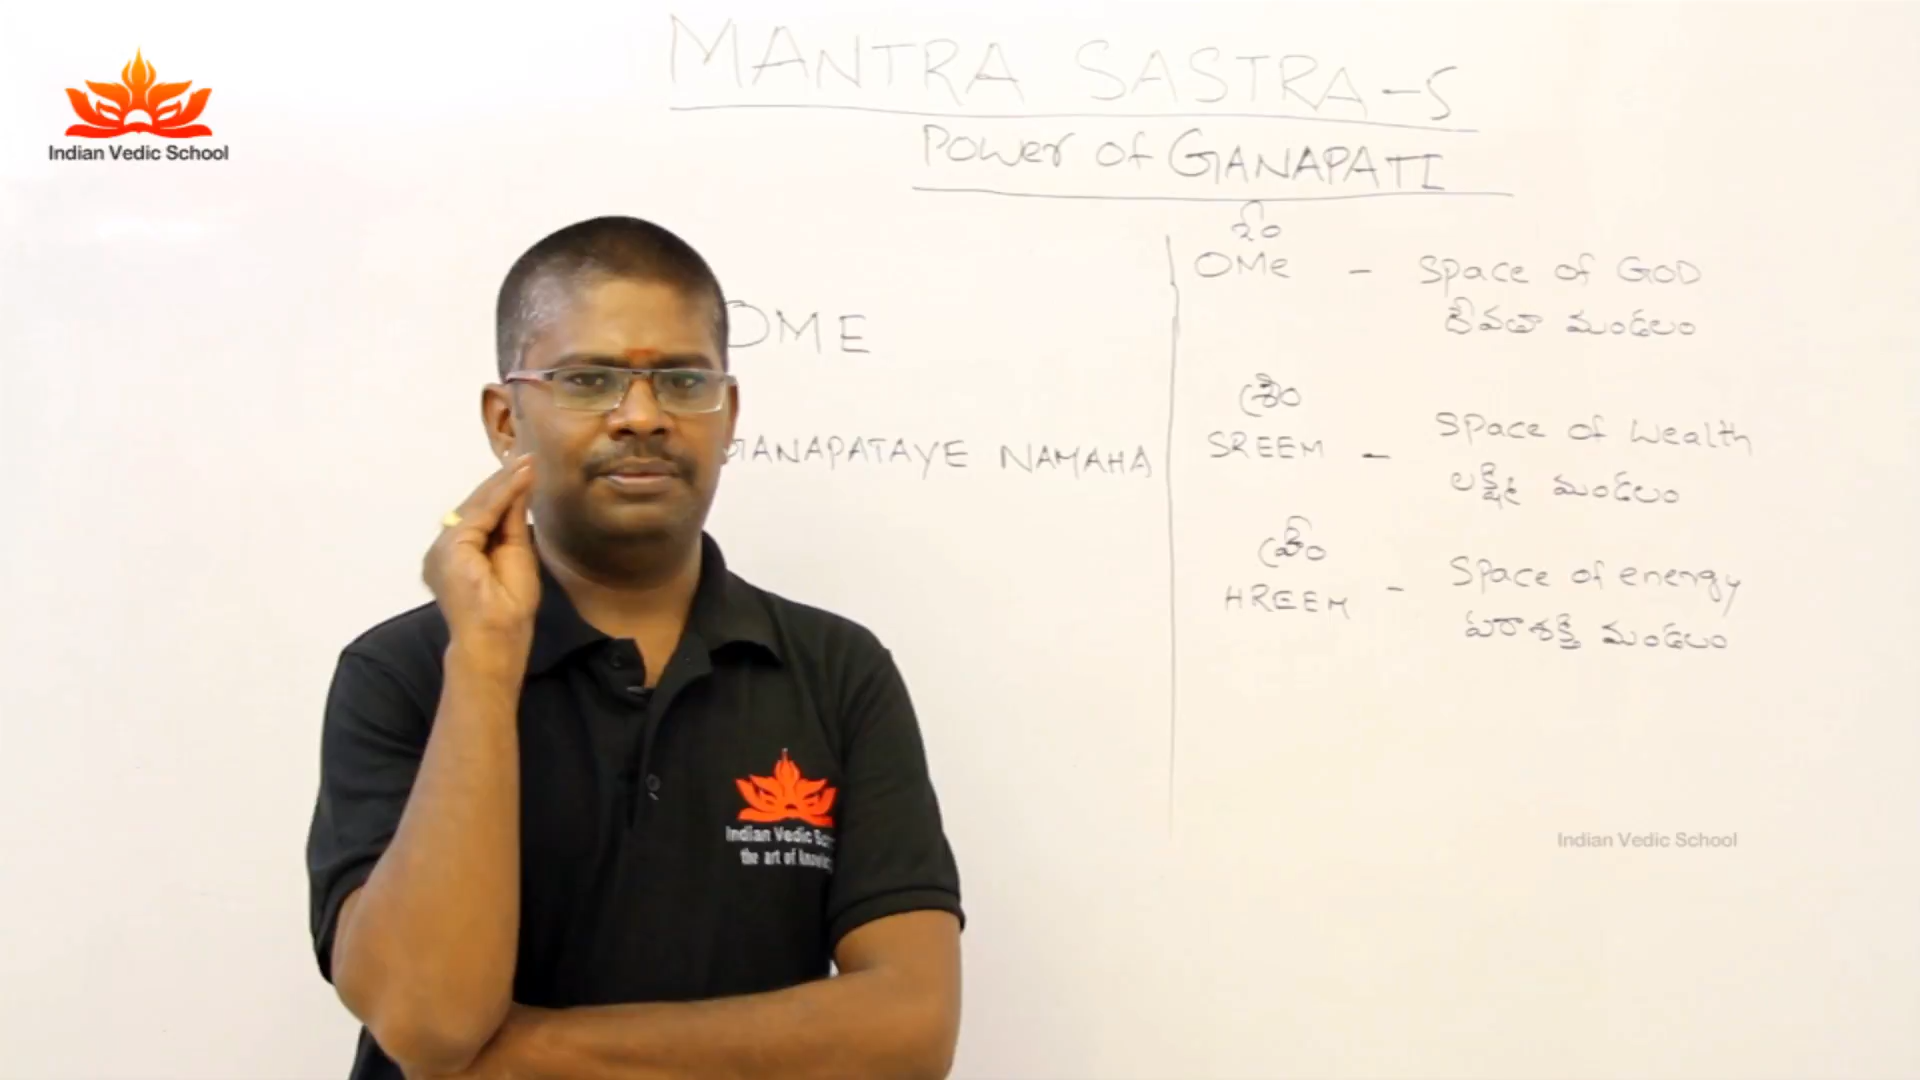 Indian Vedic School
MANTRA SASTRA-5
Power of GANAPATI
OME
GANAPATAYE NAMAHA
ఓం
OMe - Space of GOD
దేవతా మండలం
శ్రీం
SREEM - Space of Wealth
లక్ష్మి మండలం
హ్రీం
HREEM - Space of energy
పరాశక్తి మండలం
Indian Vedic
the art of
Indian Vedic School